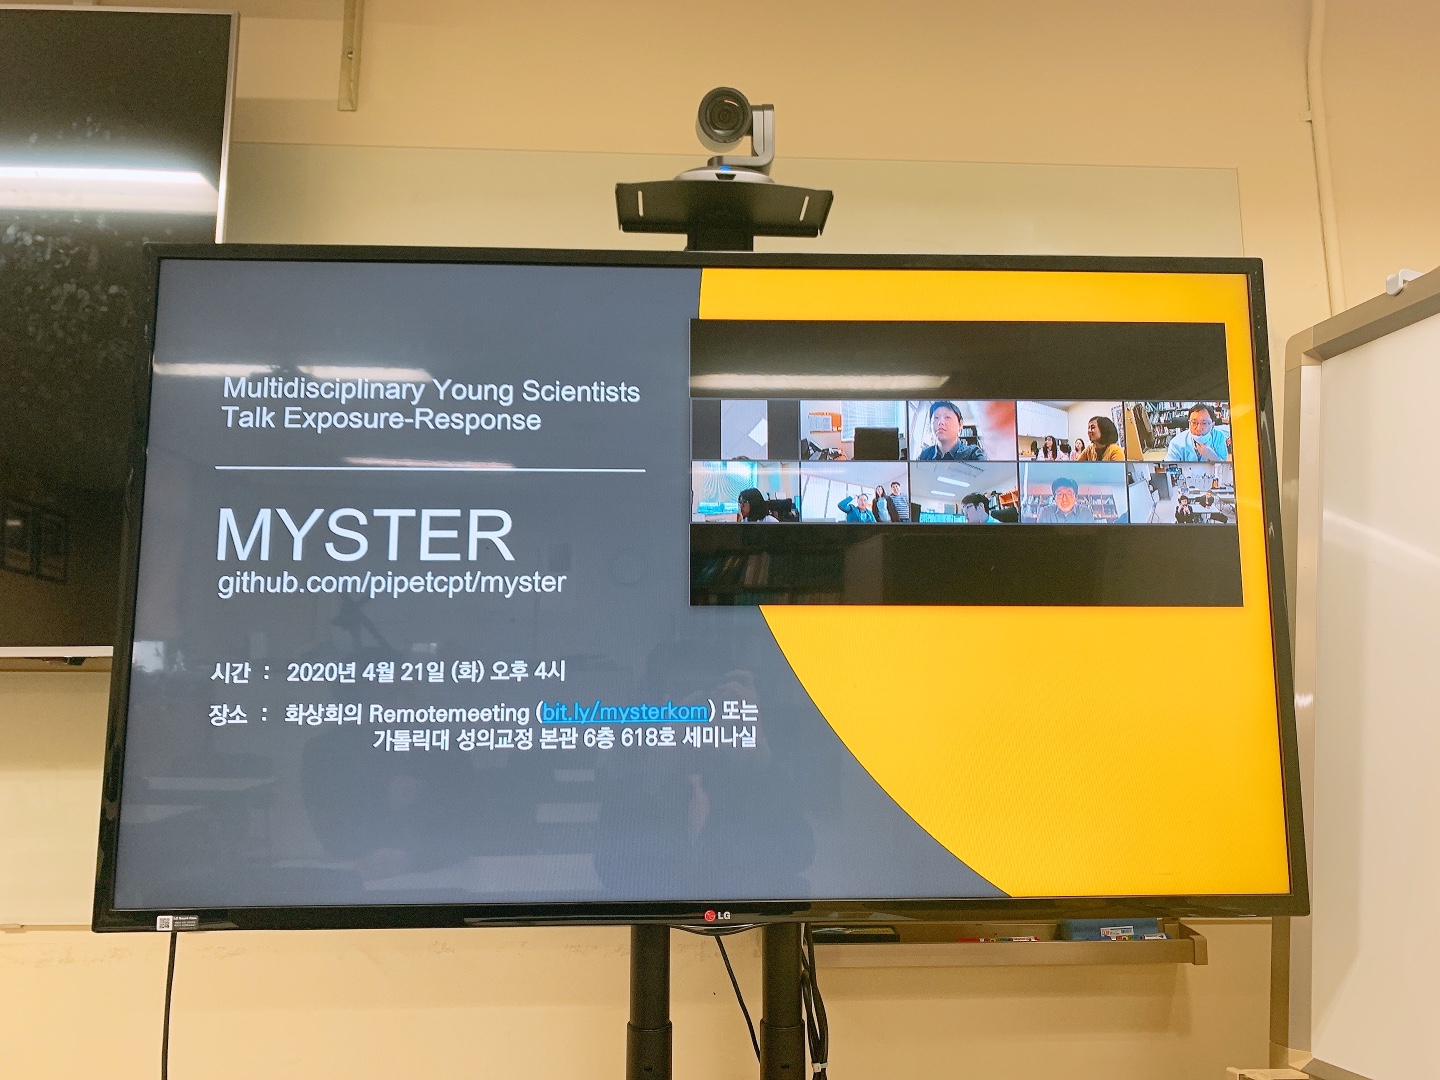 Multidisciplinary Young Scientists
Talk Exposure-Response
MYSTER
github.com/pipetcpt/myster
시간 : 2020년 4월 21일 (화) 오후 4시
장소 : 화상회의 Remotemeeting (bit.ly/mysterkom) 또는
가톨릭대 성의교정 본관 6층 618호 세미나실
LG